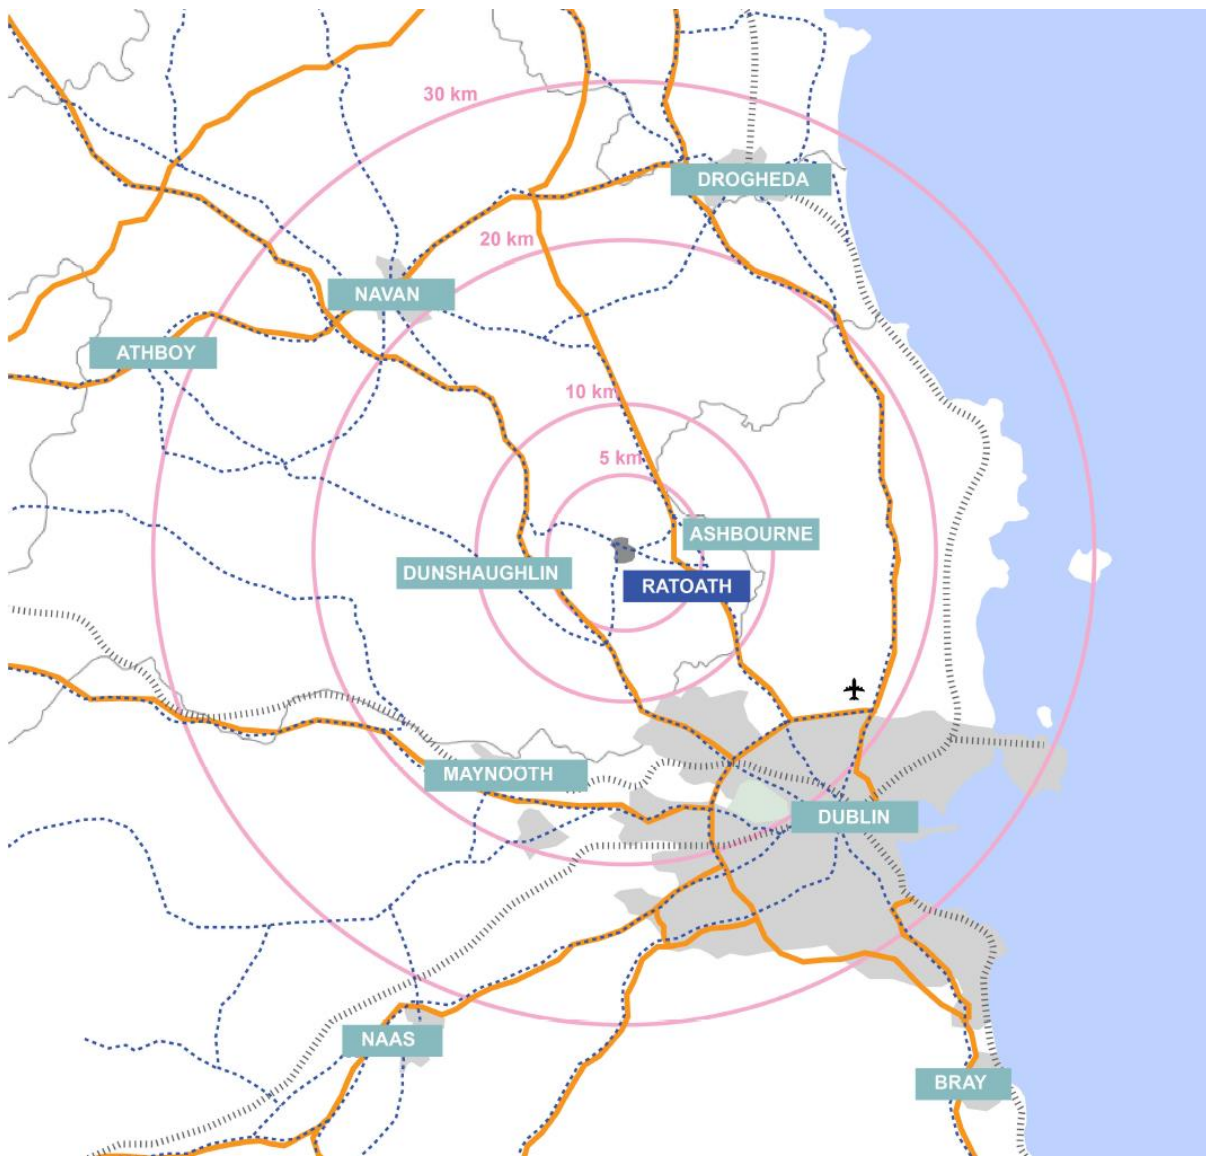 30 km
DROGHEDA
20 km
NAVAN
ATHBOY
10 km
5 km
ASHBOURNE
DUNSHAUGHLIN
RATOATH
MAYNOOTH
DUBLIN
NAAS
BRAY